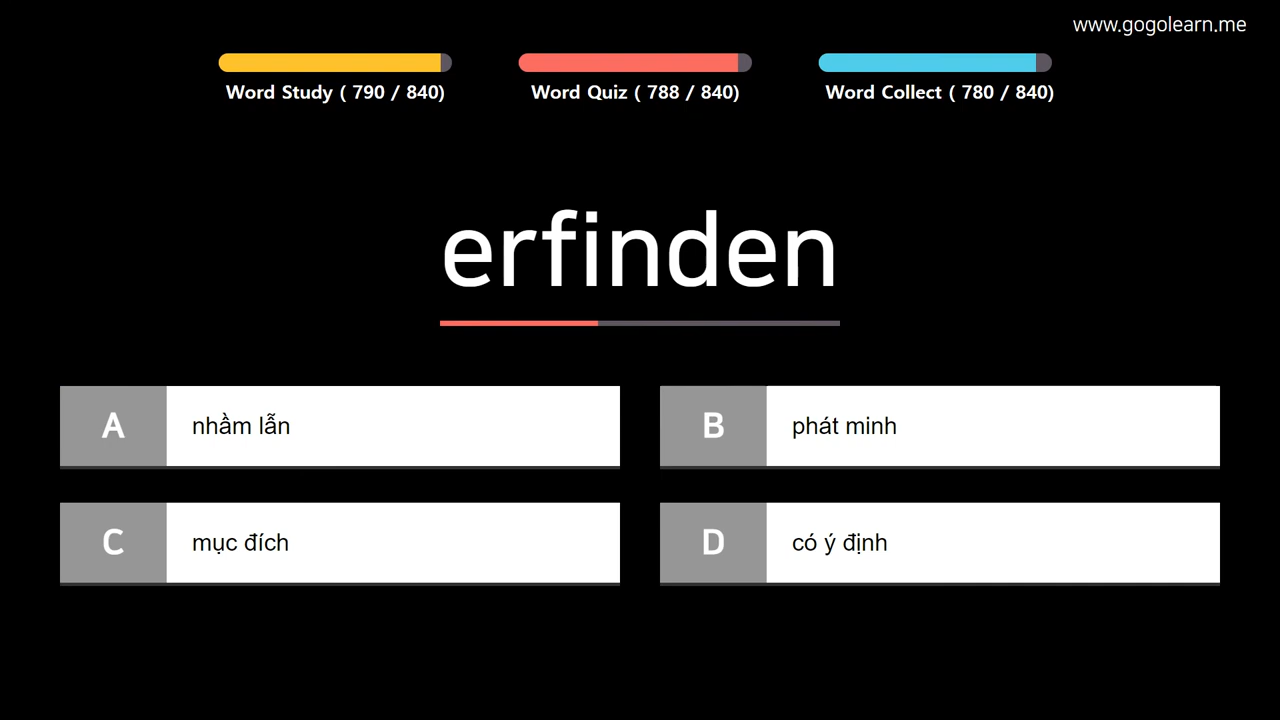 www.gogolearn.me
Word Study ( 790 / 840)
Word Quiz ( 788 / 840)
Word Collect ( 780 / 840)
erfinden
A
nhầm lẫn
B
phát minh
C
mục đích
D
có ý định